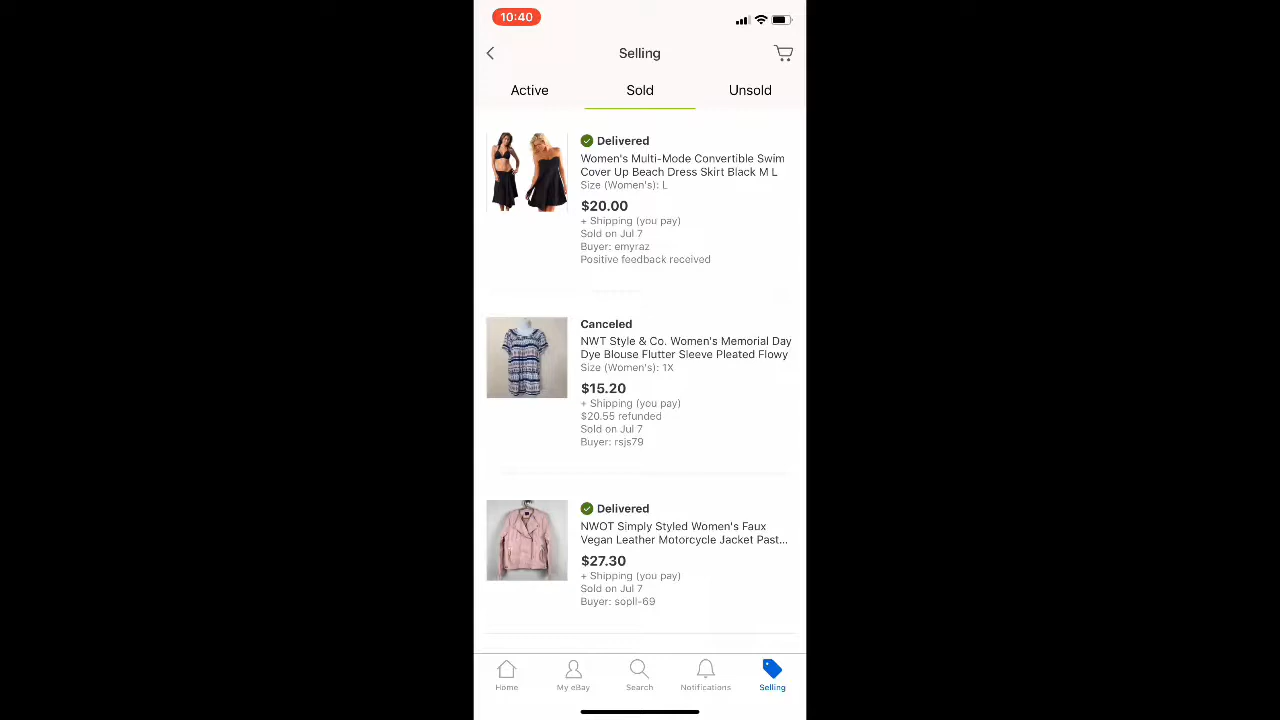 10:40
Selling
Active
Sold
Unsold
Delivered
Women's Multi-Mode Convertible Swim
Cover Up Beach Dress Skirt Black M L
Size (Women's): L
$20.00
+ Shipping (you pay)
Sold on Jul 7
Buyer: emyraz
Positive feedback received
Canceled
NWT Style & Co. Women's Memorial Day
Dye Blouse Flutter Sleeve Pleated Flowy
Size (Women's): 1X
$15.20
+ Shipping (you pay)
$20.55 refunded
Sold on Jul 7
Buyer: rsjs79
Delivered
NWOT Simply Styled Women's Faux
Vegan Leather Motorcycle Jacket Past...
$27.30
+ Shipping (you pay)
Sold on Jul 7
Buyer: sopll-69
Home
My eBay
Search
Notifications
Selling